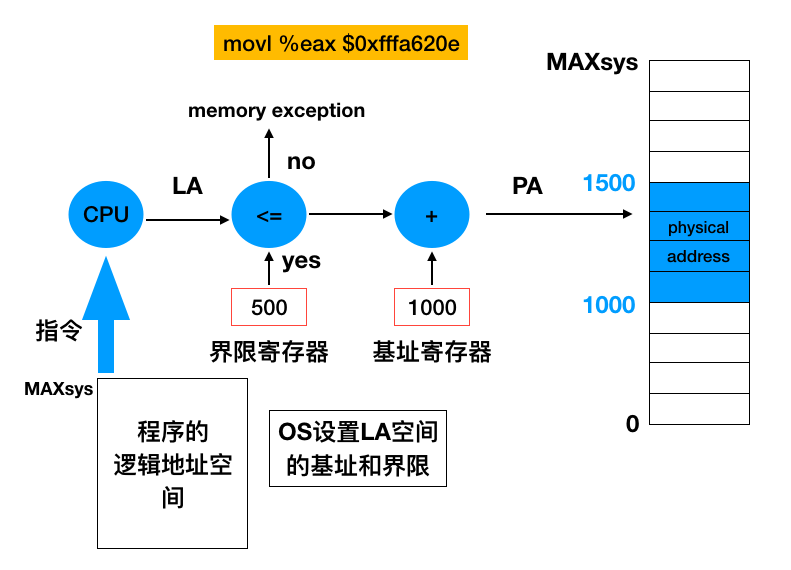 movl %eax $0xfffa620e
MAXsys
memory exception
no
LA
PA
1500
CPU
<=
+
physical
address
yes
500
1000
1000
指令
界限寄存器
基址寄存器
MAXsys
0
程序的
逻辑地址空
间
OS设置LA空间
的基址和界限